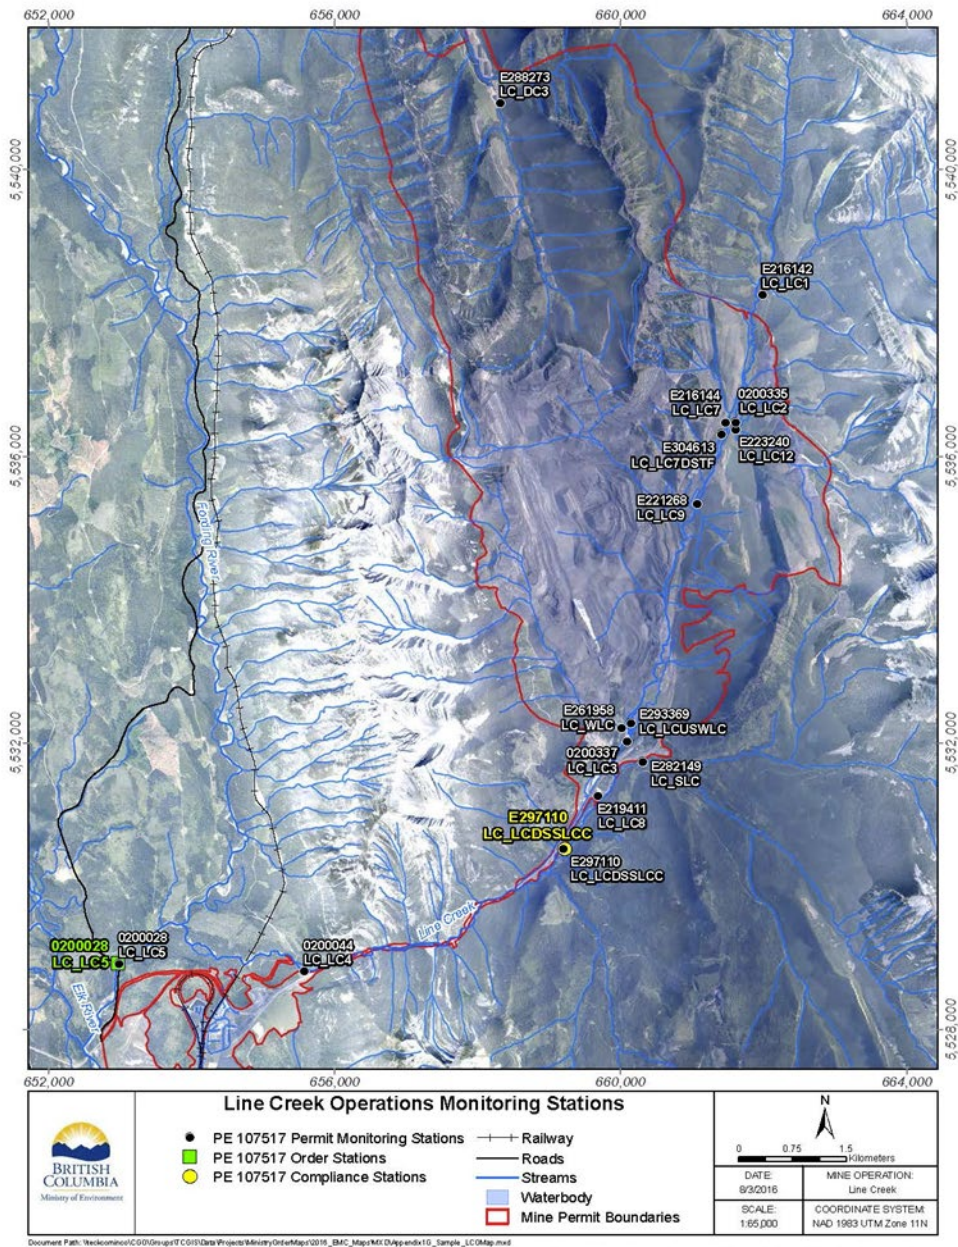 652,000
656,000
660,000
664,000
E288273
LC_DC3
5,540,000
5,540,000
E216142
LC_LC1
E216144
LC_LC7
0200335
LC_LC2
E304613
LC_LC7DSTF
E223240
LC_LC12
5,536,000
5,536,000
E221268
LC_LC9
Fording River
E261958
LC_WLC
E293369
LC_LCUSWLC
5,532,000
5,532,000
0200337
LC_LC3
E282149
LC_SLC
E219411
LC_LC8
E297110
LC_LCDSSLCC
E297110
LC_LCDSSLCC
Line Creek
0200028
LC_LC5
0200028
LC_LC5
0200044
LC_LC4
Elk River
5,528,000
652,000
656,000
660,000
664,000
BRITISH
COLUMBIA
Ministry of Environment
Line Creek Operations Monitoring Stations
PE 107517 Permit Monitoring Stations
PE 107517 Order Stations
PE 107517 Compliance Stations
Railway
Roads
Streams
Waterbody
Mine Permit Boundaries
N
0 0.75 1.5
Kilometers
DATE:
8/3/2016
MINE OPERATION:
Line Creek
SCALE:
1:65,000
COORDINATE SYSTEM:
NAD 1983 UTM Zone 11N
Document Path: